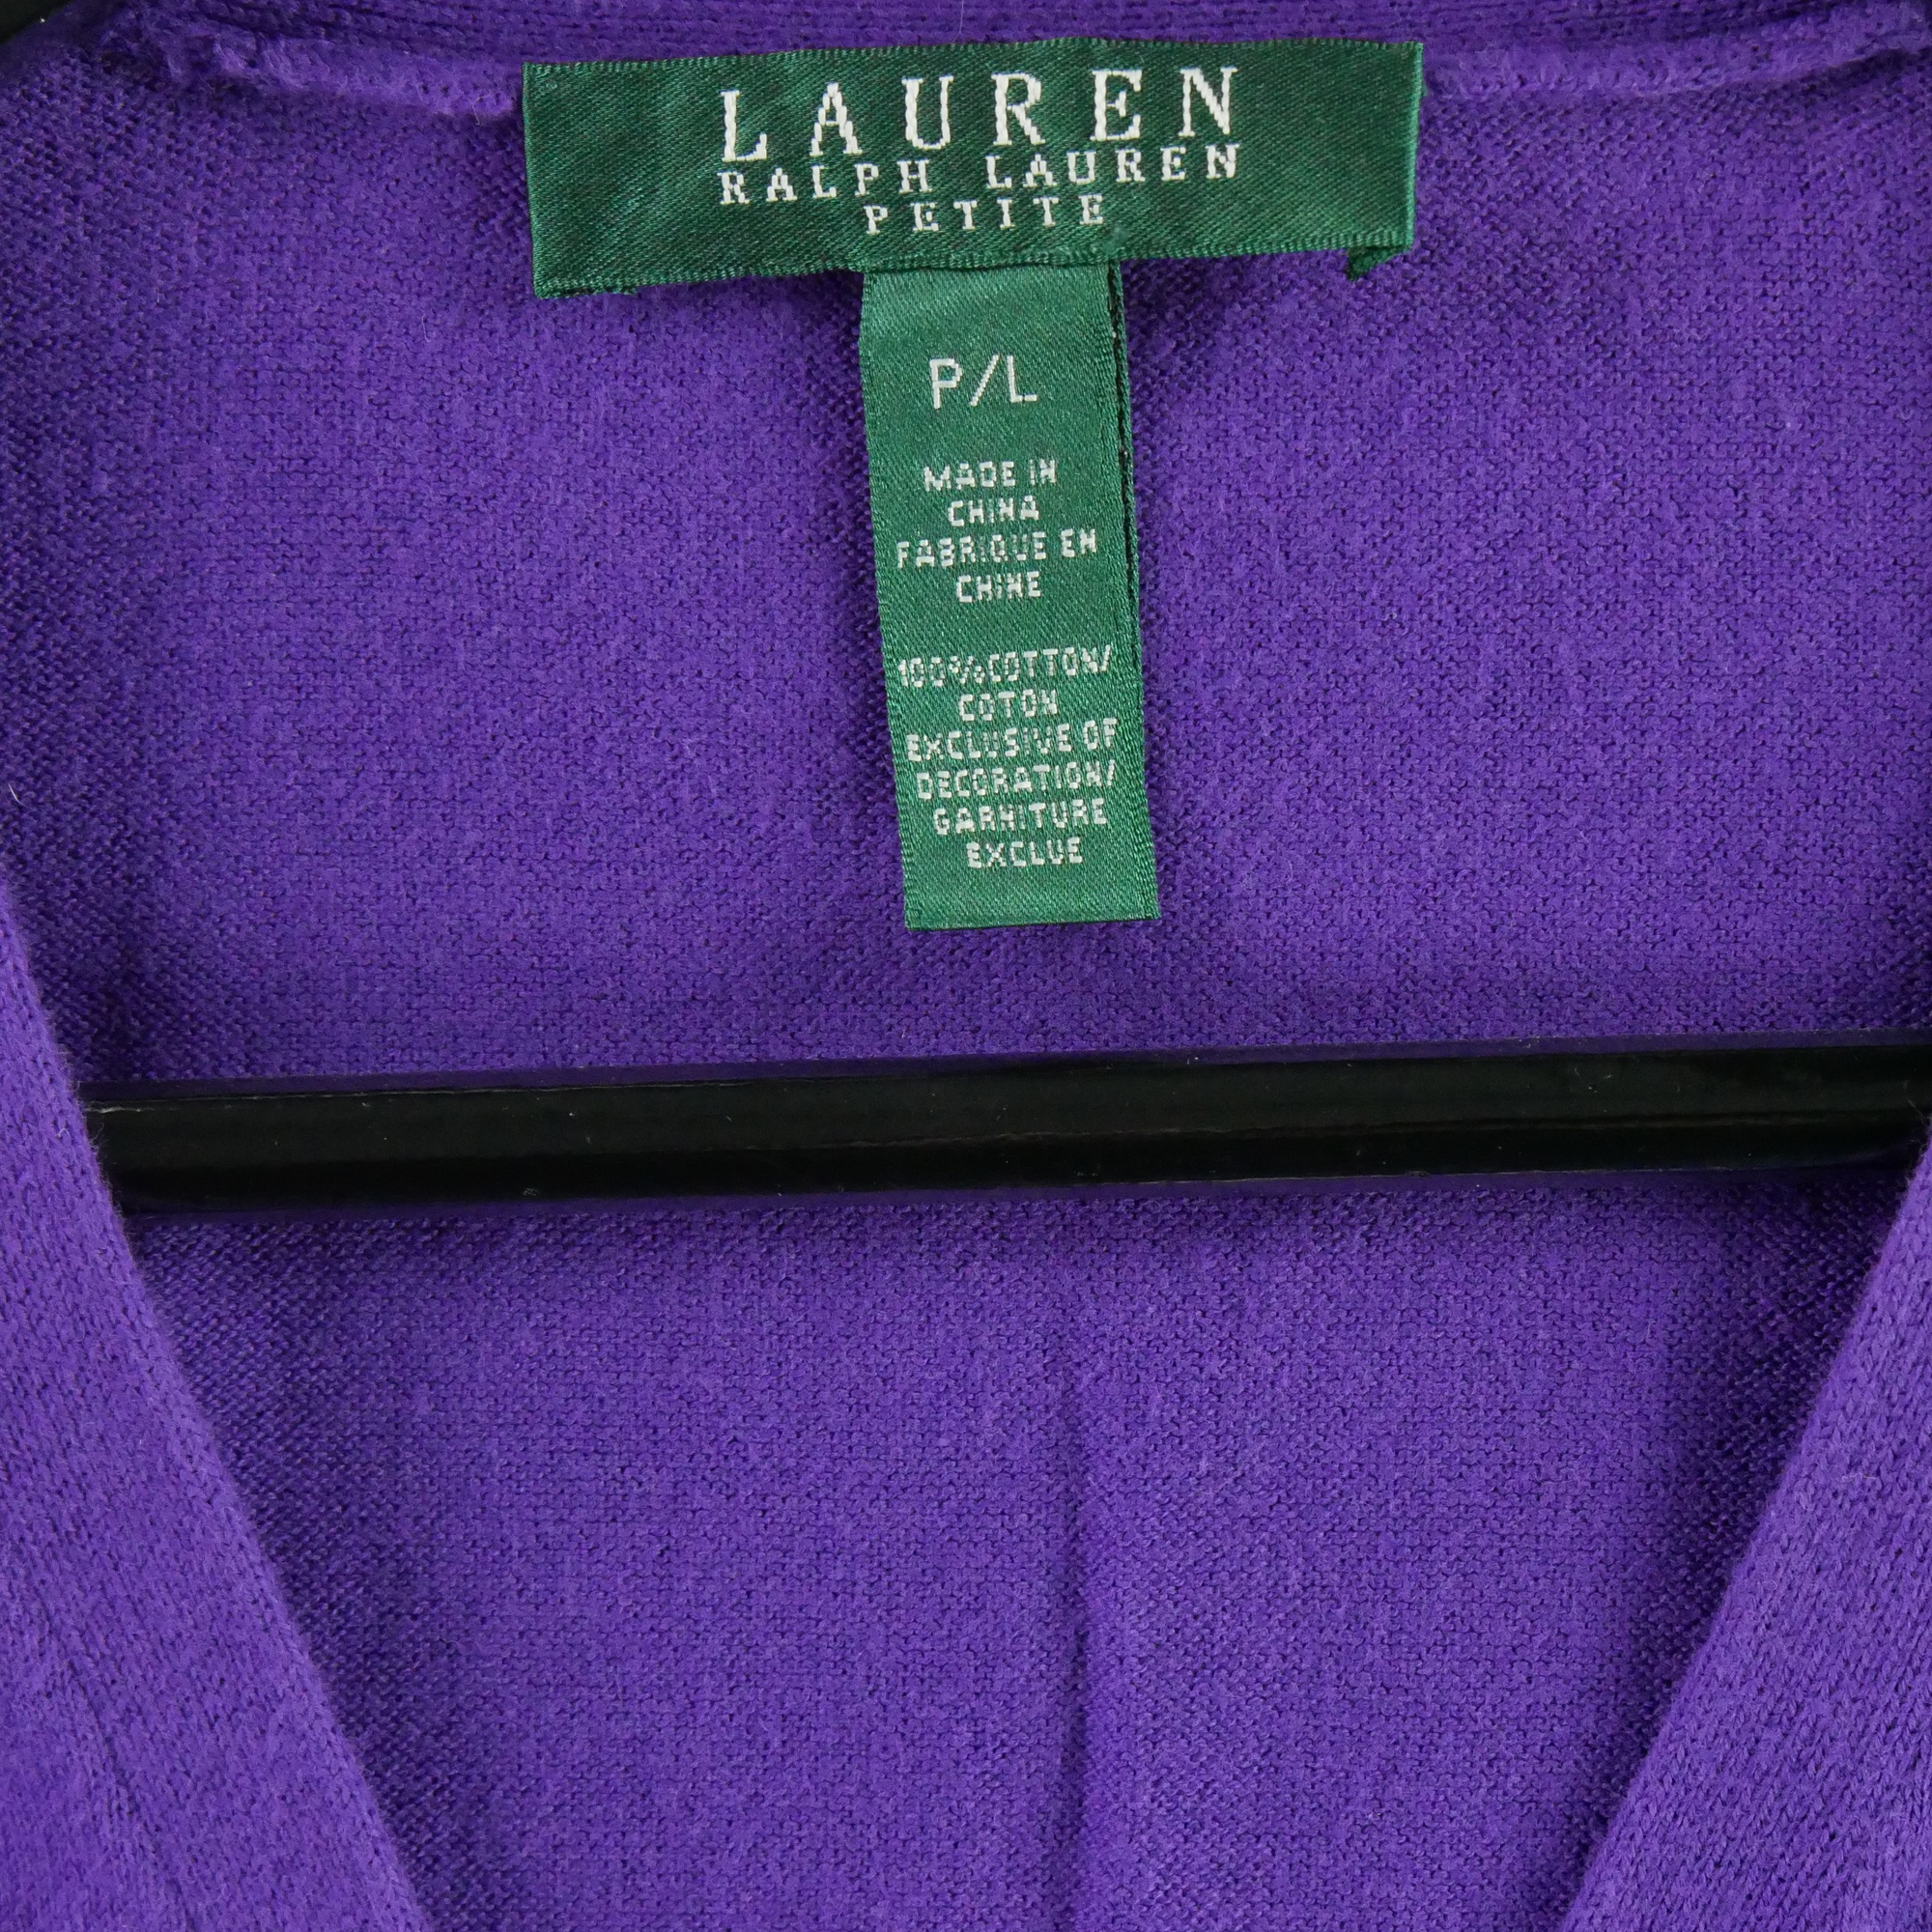 LAUREN
RALPH LAUREN
PETITE
P/L
MADE IN
CHINA
FABRIQUE EN
CHINE
100%COTTON/
COTON
EXCLUSIVE OF
DECORATION/
GARNITURE
EXCLUE